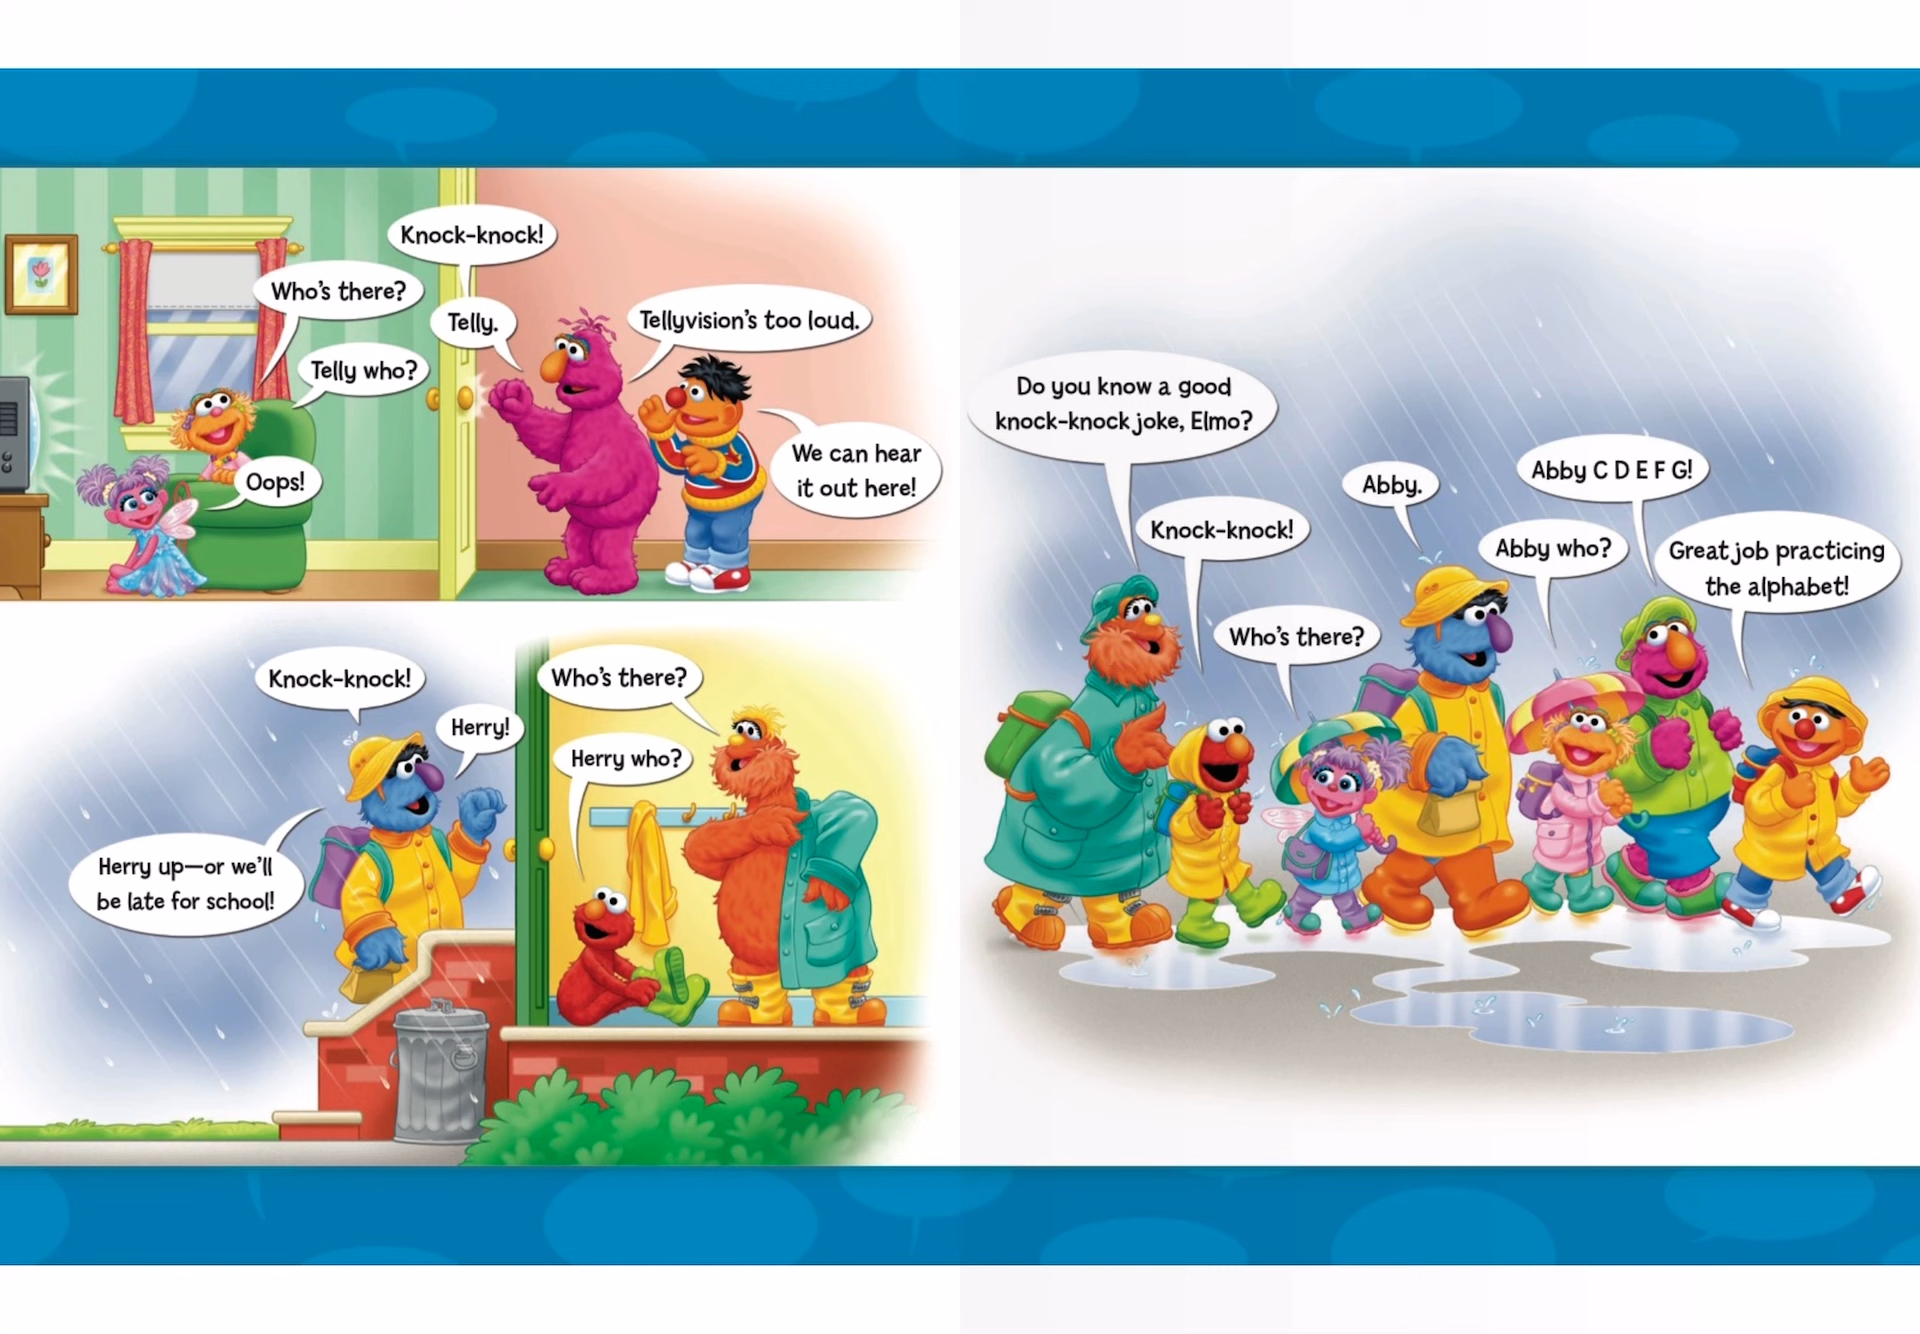 Knock-knock!
Who's there?
Telly.
Telly who?
Tellyvision's too loud.
Oops!
We can hear
it out here!
Knock-knock!
Who's there?
Herry!
Herry who?
Herry up—or we'll
be late for school!
Do you know a good
knock-knock joke, Elmo?
Knock-knock!
Who's there?
Abby.
Abby who?
Abby C D E F G!
Great job practicing
the alphabet!